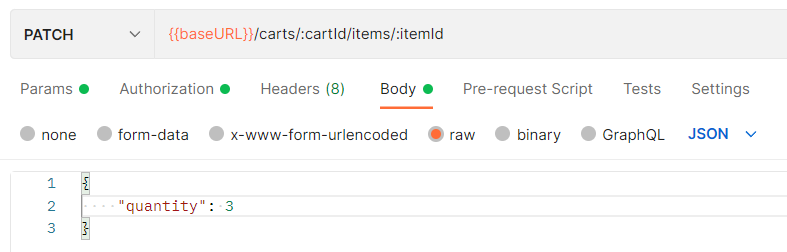 PATCH {{baseURL}}/carts/:cartId/items/:itemId
Params Authorization Headers (8) Body Pre-request Script Tests Settings
none form-data x-www-form-urlencoded raw binary GraphQL JSON
1 {
2 "quantity": 3
3 }